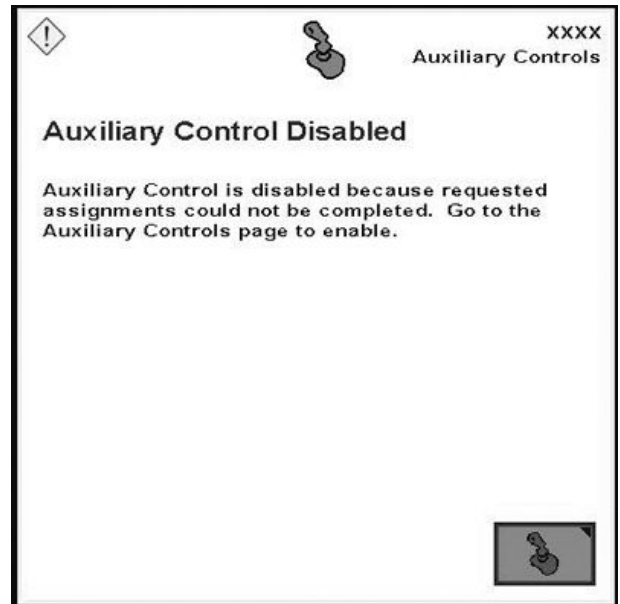 XXXX
Auxiliary Controls
Auxiliary Control Disabled
Auxiliary Control is disabled because requested
assignments could not be completed. Go to the
Auxiliary Controls page to enable.